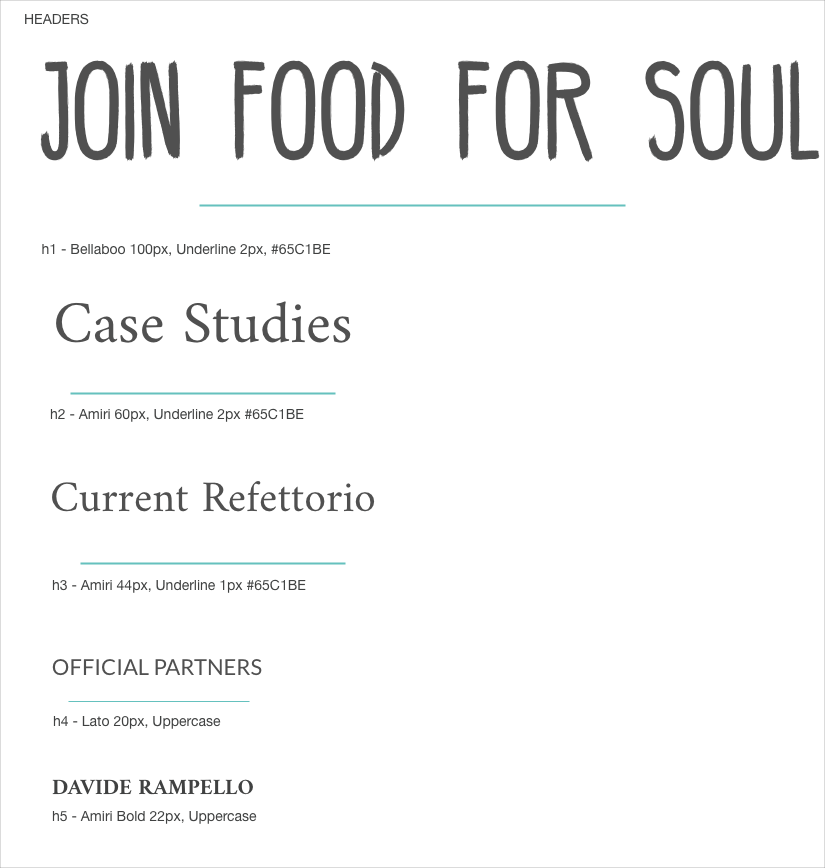 HEADERS
JOIN FOOD FOR SOUL
h1 - Bellaboo 100px, Underline 2px, #65C1BE
Case Studies
h2 - Amiri 60px, Underline 2px #65C1BE
Current Refettorio
h3 - Amiri 44px, Underline 1px #65C1BE
OFFICIAL PARTNERS
h4 - Lato 20px, Uppercase
DAVIDE RAMPELLO
h5 - Amiri Bold 22px, Uppercase